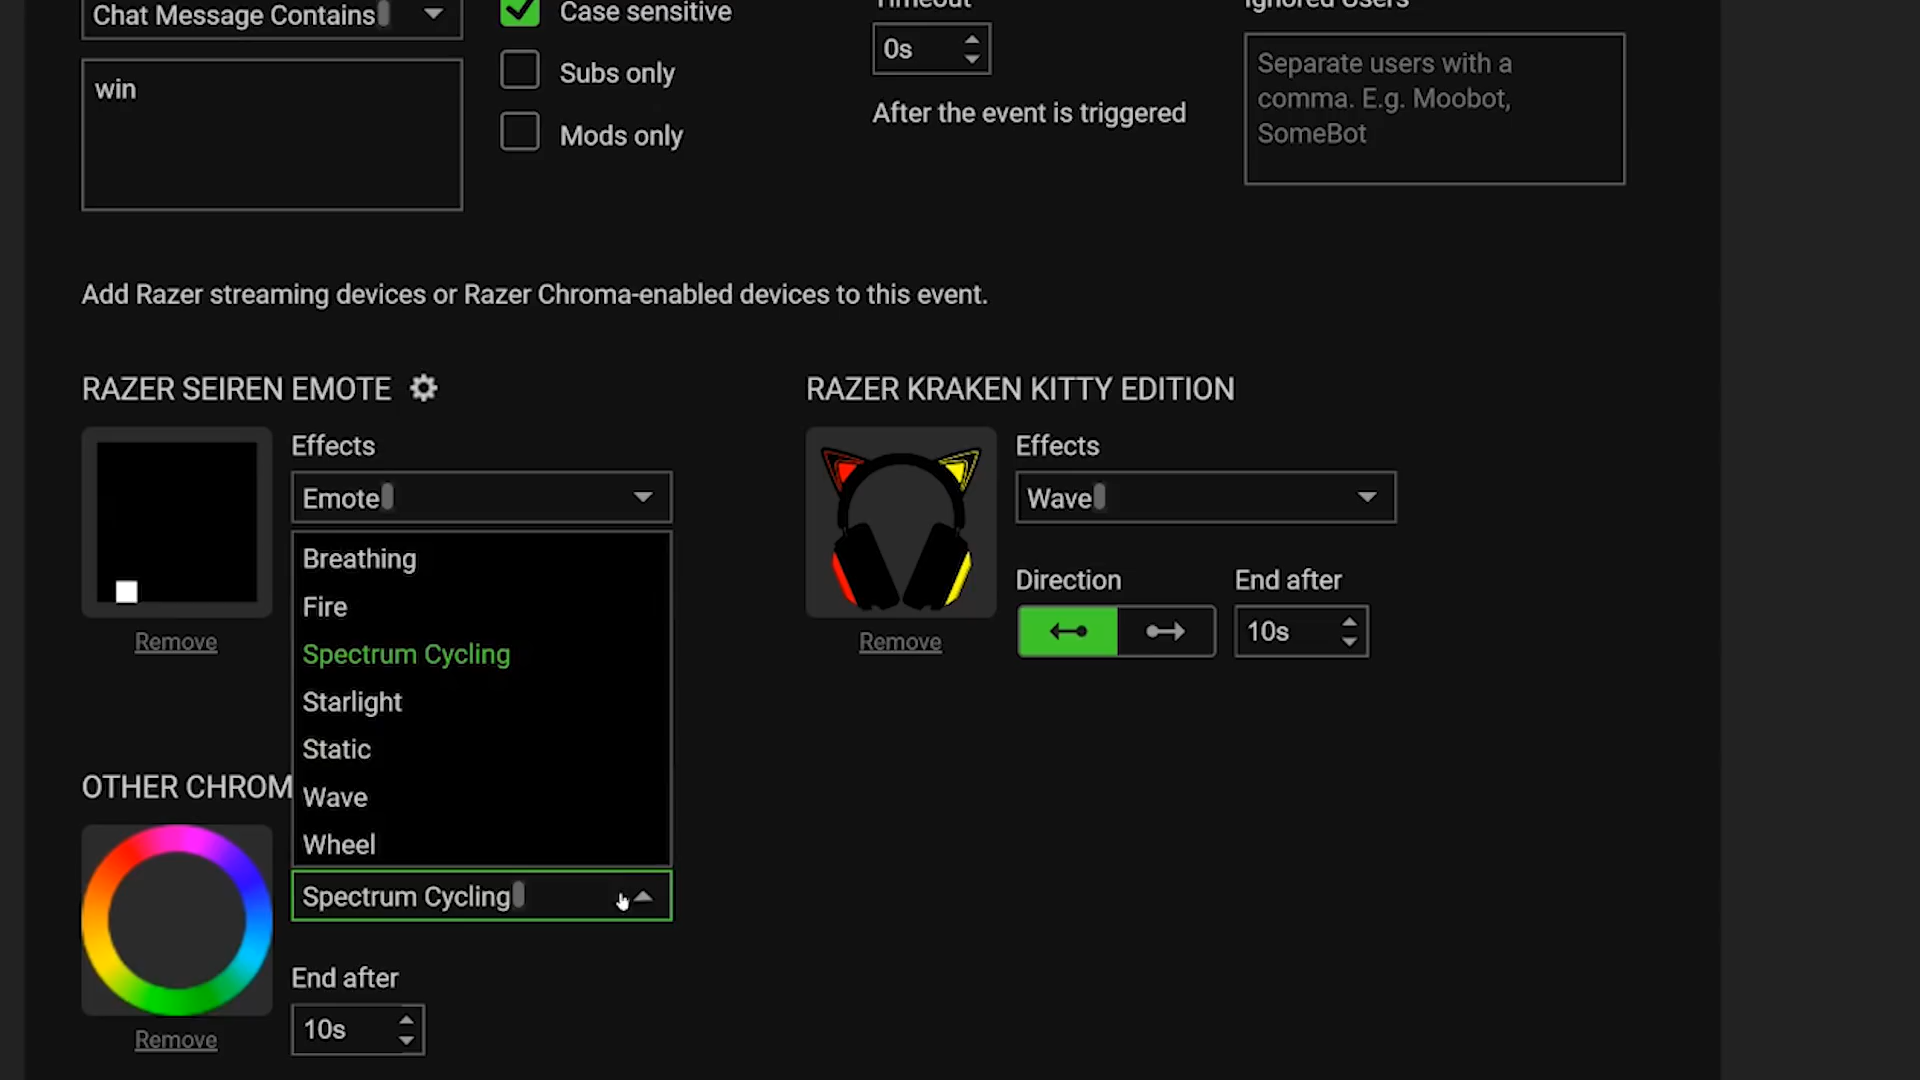 Chat Message Contains
Case sensitive
Timeout
Ignored Users
0s
Separate users with a
comma. E.g. Moobot,
SomeBot
win
Subs only
Mods only
After the event is triggered
Add Razer streaming devices or Razer Chroma-enabled devices to this event.
RAZER SEIREN EMOTE
Effects
Emote
Breathing
Fire
Spectrum Cycling
Starlight
Static
Wave
Wheel
Remove
RAZER KRAKEN KITTY EDITION
Effects
Wave
Direction
End after
10s
Remove
OTHER CHROM
Spectrum Cycling
End after
10s
Remove